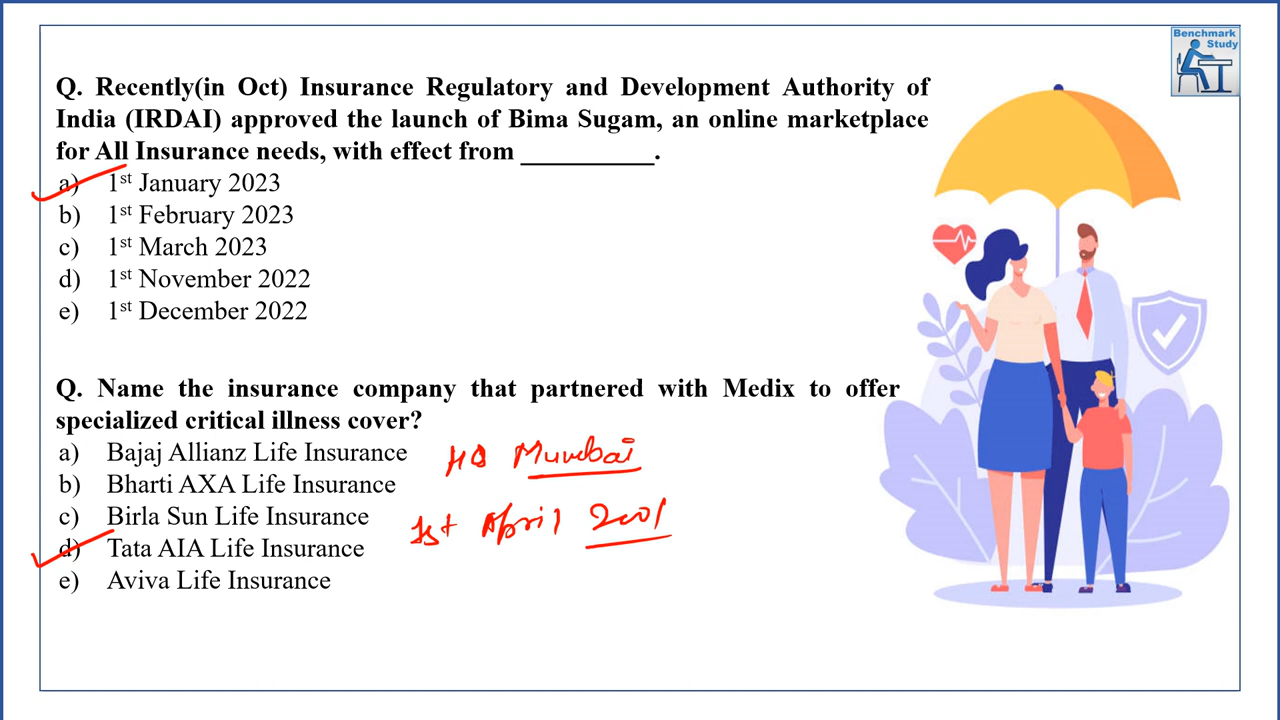 Benchmark
Study
Q. Recently(in Oct) Insurance Regulatory and Development Authority of
India (IRDAI) approved the launch of Bima Sugam, an online marketplace
for All Insurance needs, with effect from __________.
a) 1st January 2023
b) 1st February 2023
c) 1st March 2023
d) 1st November 2022
e) 1st December 2022
Q. Name the insurance company that partnered with Medix to offer
specialized critical illness cover?
a) Bajaj Allianz Life Insurance
HQ Mumbai
b) Bharti AXA Life Insurance
c) Birla Sun Life Insurance
1st April 2001
d) Tata AIA Life Insurance
e) Aviva Life Insurance